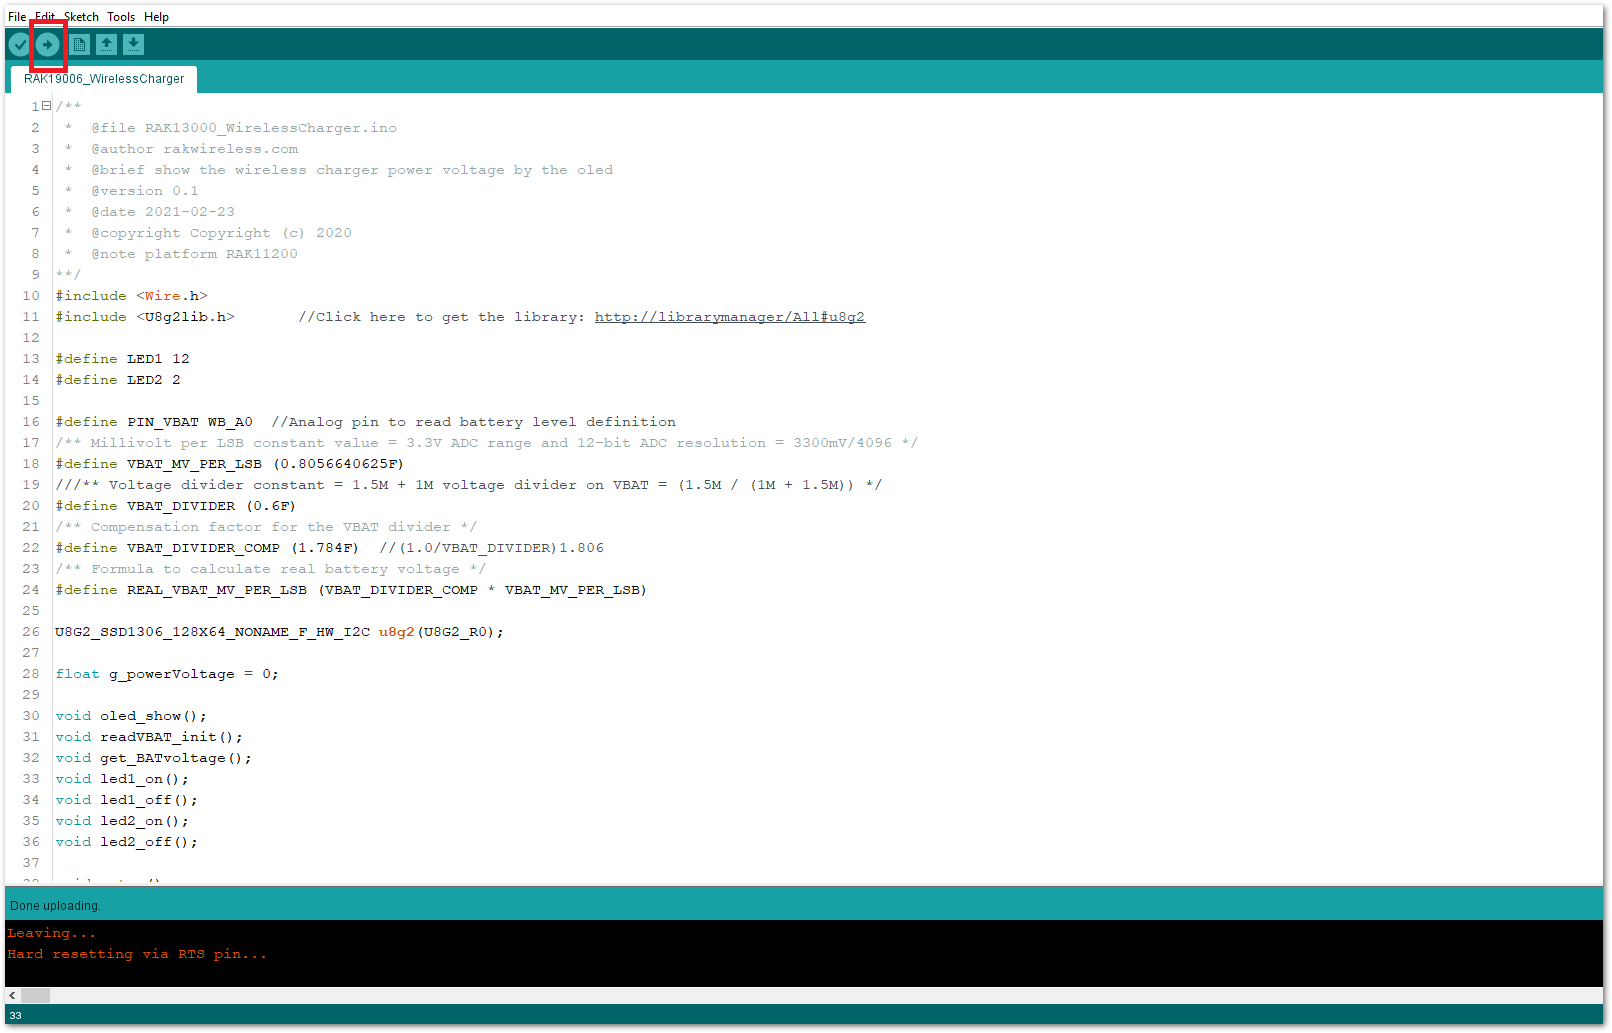 File Edit Sketch Tools Help
RAK19006_WirelessCharger
1 /**
2 * @file RAK13000_WirelessCharger.ino
3 * @author rakwireless.com
4 * @brief show the wireless charger power voltage by the oled
5 * @version 0.1
6 * @date 2021-02-23
7 * @copyright Copyright (c) 2020
8 * @note platform RAK11200
9 **/
10 #include <Wire.h>
11 #include <U8g2lib.h> //Click here to get the library: http://librarymanager/All#u8g2
12
13 #define LED1 12
14 #define LED2 2
15
16 #define PIN_VBAT WB_A0 //Analog pin to read battery level definition
17 /** Millivolt per LSB constant value = 3.3V ADC range and 12-bit ADC resolution = 3300mV/4096 */
18 #define VBAT_MV_PER_LSB (0.8056640625F)
19 ///** Voltage divider constant = 1.5M + 1M voltage divider on VBAT = (1.5M / (1M + 1.5M)) */
20 #define VBAT_DIVIDER (0.6F)
21 /** Compensation factor for the VBAT divider */
22 #define VBAT_DIVIDER_COMP (1.784F) //(1.0/VBAT_DIVIDER)1.806
23 /** Formula to calculate real battery voltage */
24 #define REAL_VBAT_MV_PER_LSB (VBAT_DIVIDER_COMP * VBAT_MV_PER_LSB)
25
26 U8G2_SSD1306_128X64_NONAME_F_HW_I2C u8g2(U8G2_R0);
27
28 float g_powerVoltage = 0;
29
30 void oled_show();
31 void readVBAT_init();
32 void get_BATvoltage();
33 void led1_on();
34 void led1_off();
35 void led2_on();
36 void led2_off();
37
Done uploading.
Leaving...
Hard resetting via RTS pin...
33